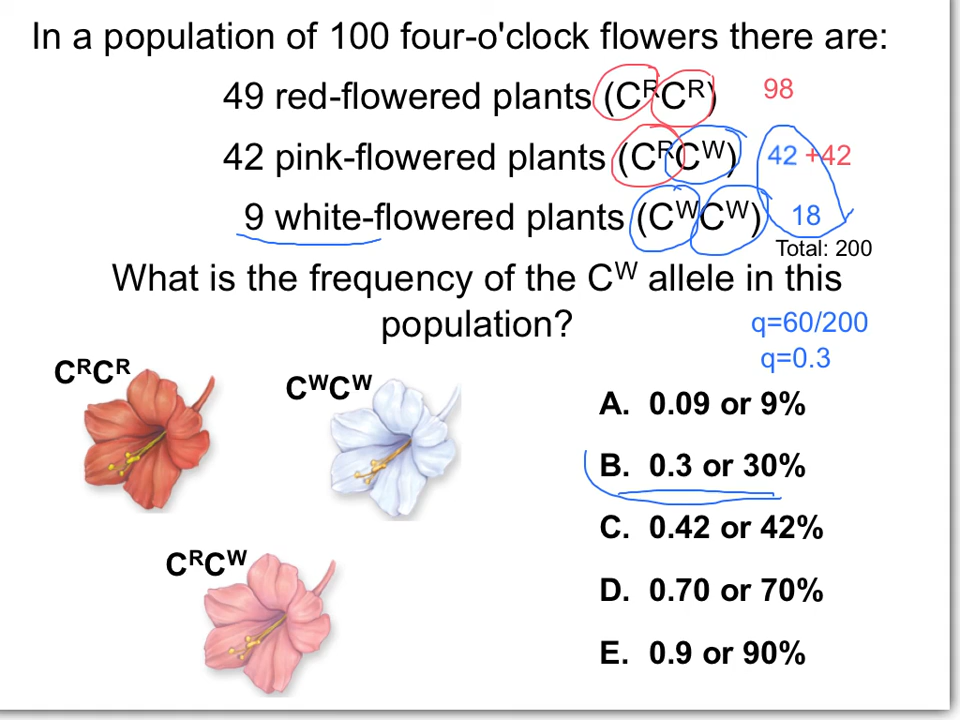 In a population of 100 four-o'clock flowers there are:
49 red-flowered plants (CᴿCᴿ) 98
42 pink-flowered plants (CᴿCᵂ) 42 +42
9 white-flowered plants (CᵂCᵂ) 18
Total: 200
What is the frequency of the Cᵂ allele in this
population?
q=60/200
q=0.3
CᴿCᴿ
CᵂCᵂ
CᴿCᵂ
A. 0.09 or 9%
B. 0.3 or 30%
C. 0.42 or 42%
D. 0.70 or 70%
E. 0.9 or 90%